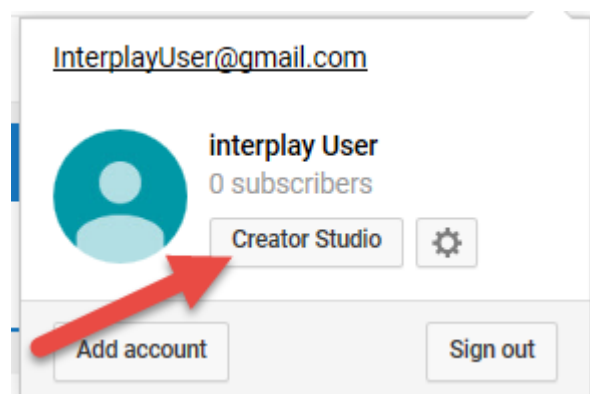 InterplayUser@gmail.com
interplay User
0 subscribers
Creator Studio
Add account
Sign out